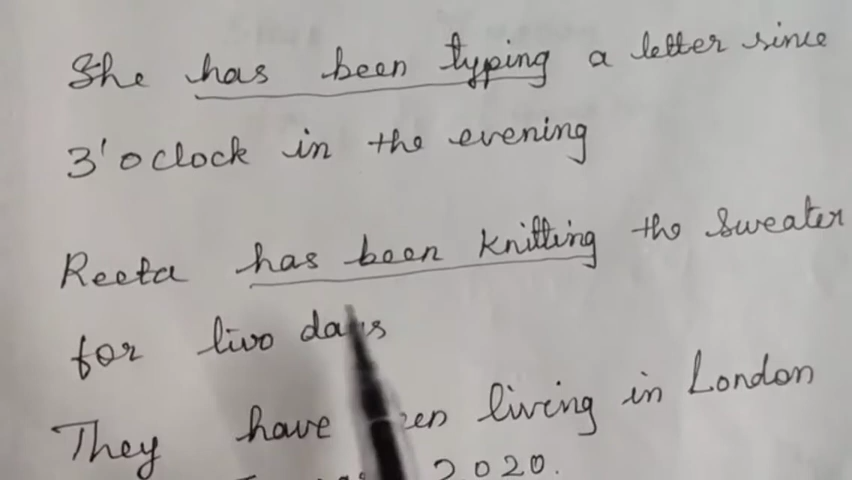 She has been typing a letter since
3'oclock in the evening
Reeta has been knitting the sweater
for two days
They have living in London
2020.